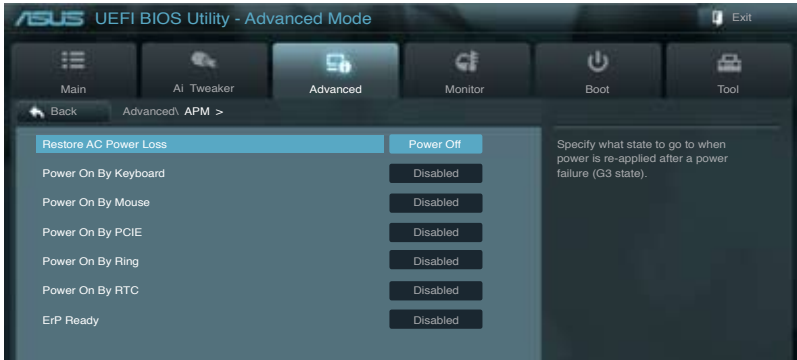 ASUS UEFI BIOS Utility - Advanced Mode
Exit
Main
Ai Tweaker
Advanced
Monitor
Boot
Tool
Back
Advanced\ APM >
Restore AC Power Loss Power Off
Power On By Keyboard Disabled
Power On By Mouse Disabled
Power On By PCIE Disabled
Power On By Ring Disabled
Power On By RTC Disabled
ErP Ready Disabled
Specify what state to go to when
power is re-applied after a power
failure (G3 state).